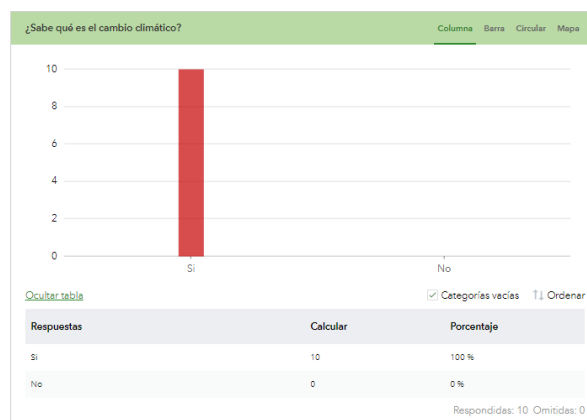 ¿Sabe qué es el cambio climático?
Columna Barra Circular Mapa
10
8
6
4
2
0
Si No
Ocultar tabla
Categorías vacías Ordenar
Respuestas Calcular Porcentaje
Si 10 100 %
No 0 0 %
Respondidas: 10 Omitidas: 0